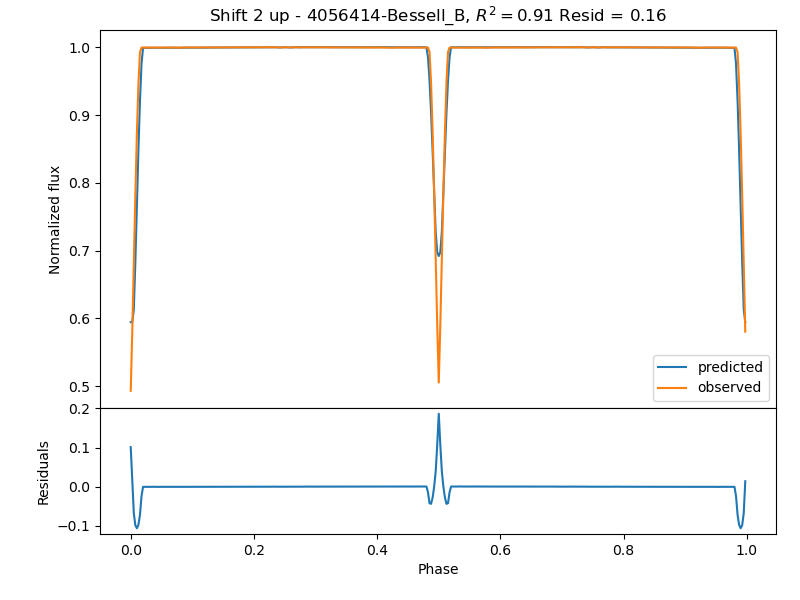 Shift 2 up - 4056414-Bessell_B, R² = 0.91 Resid = 0.16
1.0
0.9
0.8
0.7
0.6
0.5
Normalized flux
predicted
observed
0.2
0.1
0.0
−0.1
Residuals
0.0 0.2 0.4 0.6 0.8 1.0
Phase